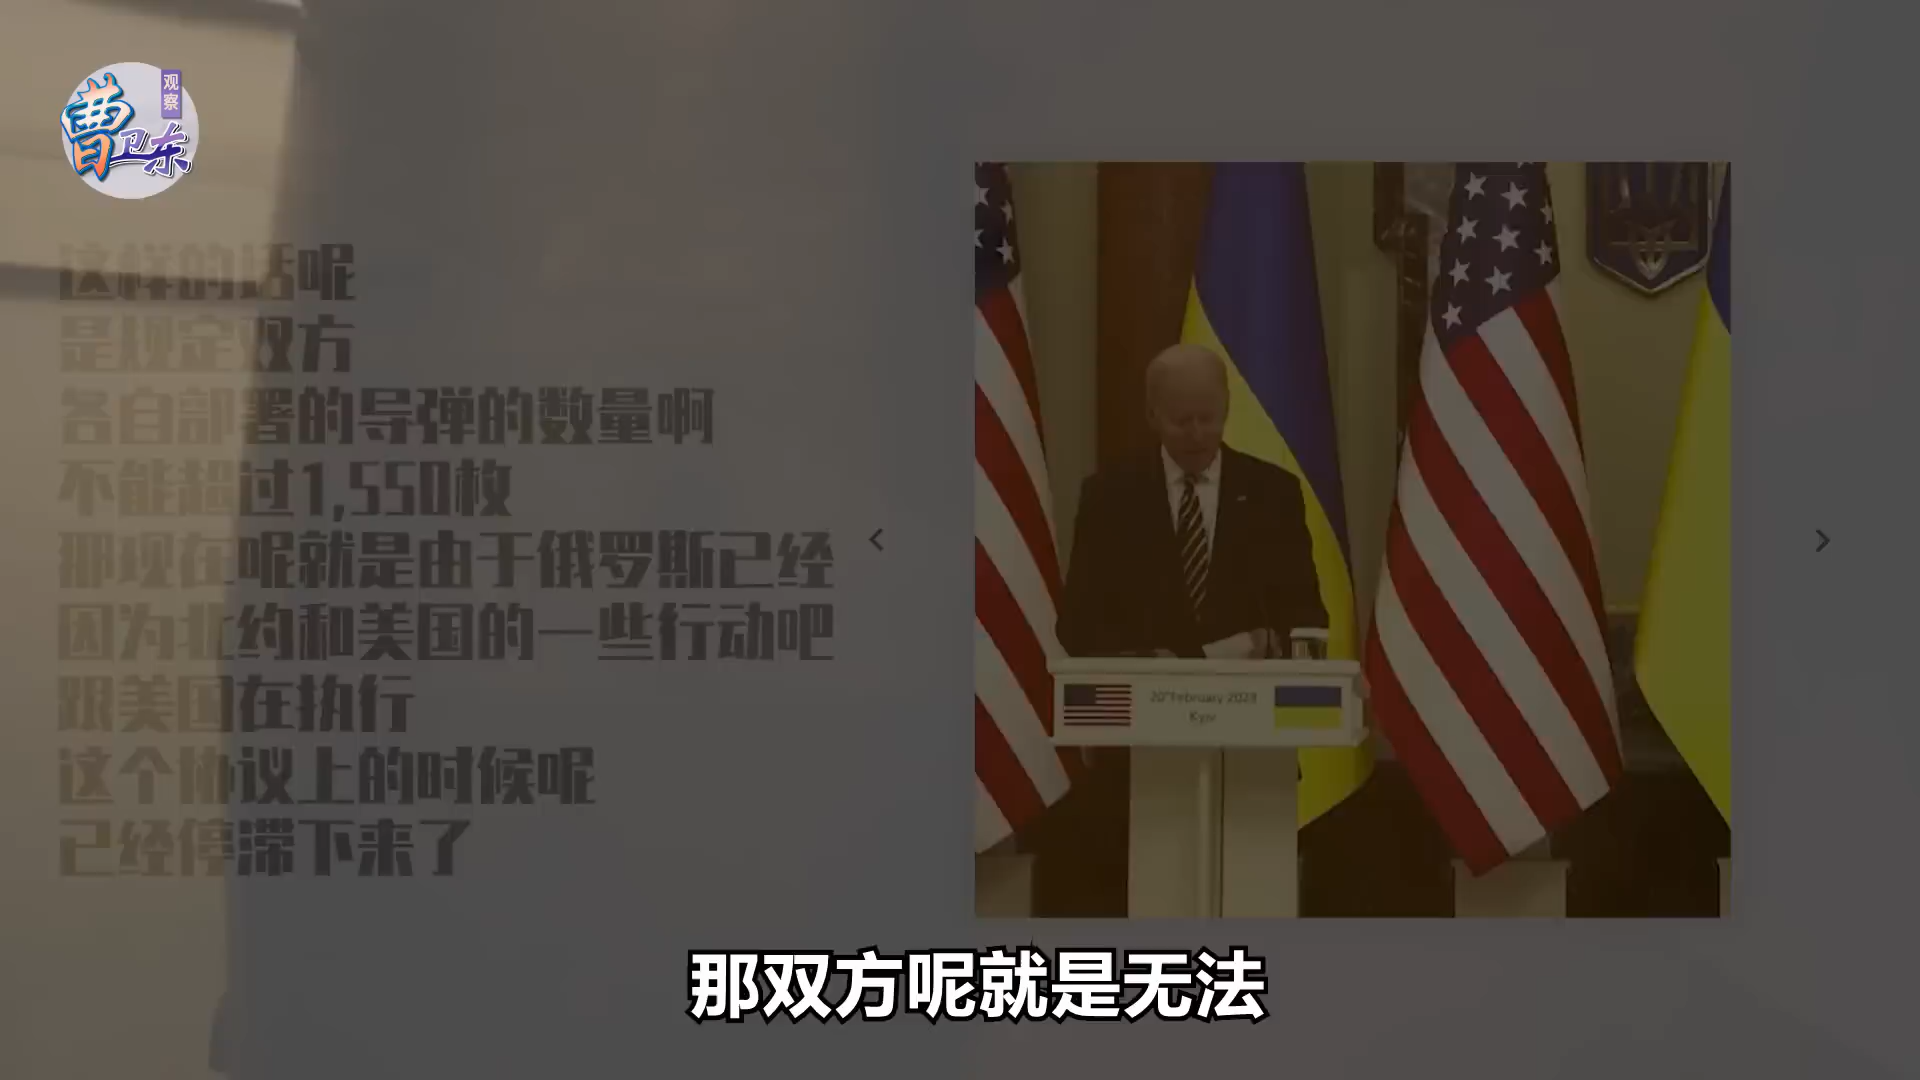 曹卫东
观察
这样的话呢
是规定双方
各自部署的导弹的数量啊
不能超过1,550枚
那现在呢就是由于俄罗斯已经
因为北约和美国的一些行动吧
跟美国在执行
这个协议上的时候呢
已经停滞下来了
20 February 2023
Kyiv
那双方呢就是无法